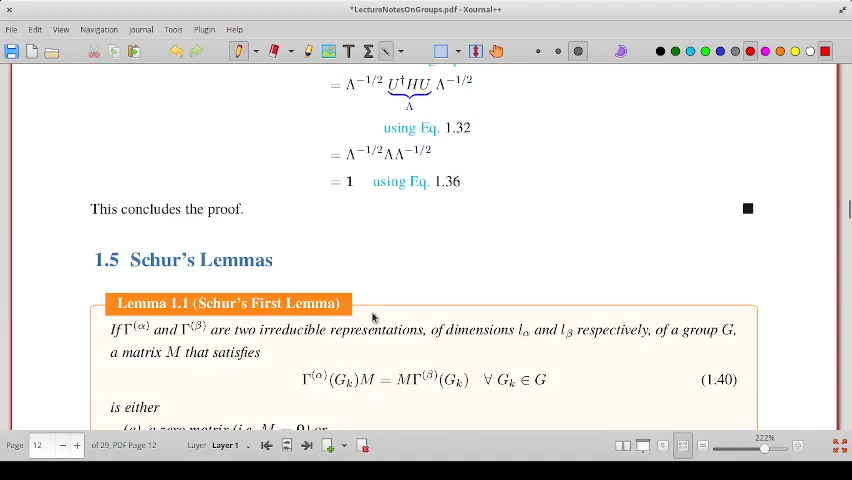 *LectureNotesOnGroups.pdf - Xournal++
File Edit View Navigation Journal Tools Plugin Help
= Λ^{-1/2} U†HU Λ^{-1/2}
Λ
using Eq. 1.32
= Λ^{-1/2}ΛΛ^{-1/2}
= 1 using Eq. 1.36
This concludes the proof.
1.5 Schur's Lemmas
Lemma 1.1 (Schur's First Lemma)
If Γ^{(α)} and Γ^{(β)} are two irreducible representations, of dimensions l_α and l_β respectively, of a group G,
a matrix M that satisfies
Γ^{(α)}(G_k)M = MΓ^{(β)}(G_k) ∀ G_k ∈ G (1.40)
is either
(a) a zero matrix (i.e. M = 0) or
Page 12 of 29, PDF Page 12 Layer Layer 1 222%